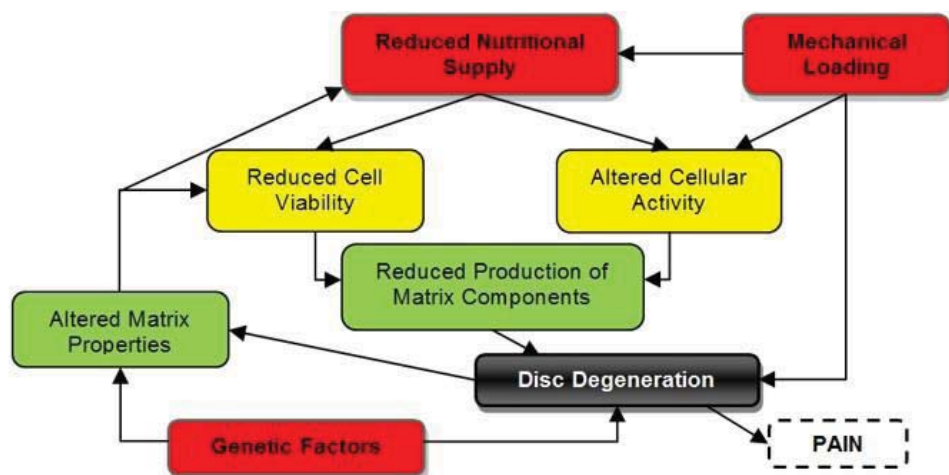 Reduced Nutritional
Supply
Mechanical
Loading
Reduced Cell
Viability
Altered Cellular
Activity
Reduced Production of
Matrix Components
Altered Matrix
Properties
Disc Degeneration
Genetic Factors
PAIN